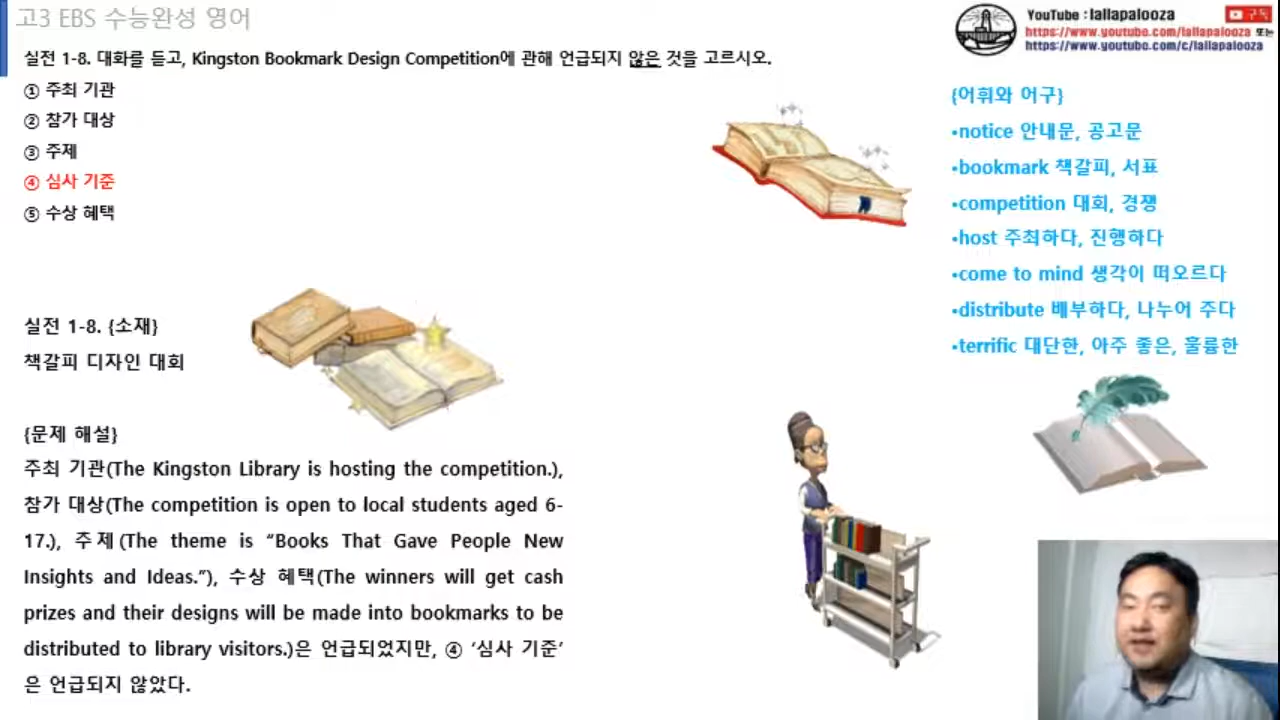 고3 EBS 수능완성 영어
YouTube : lallapalooza
구독
https://www.youtube.com/lallapalooza 또는
https://www.youtube.com/c/lallapalooza
실전 1-8. 대화를 듣고, Kingston Bookmark Design Competition에 관해 언급되지 않은 것을 고르시오.
① 주최 기관
② 참가 대상
③ 주제
④ 심사 기준
⑤ 수상 혜택
{어휘와 어구}
•notice 안내문, 공고문
•bookmark 책갈피, 서표
•competition 대회, 경쟁
•host 주최하다, 진행하다
•come to mind 생각이 떠오르다
•distribute 배부하다, 나누어 주다
•terrific 대단한, 아주 좋은, 훌륭한
실전 1-8. {소재}
책갈피 디자인 대회
{문제 해설}
주최 기관(The Kingston Library is hosting the competition.),
참가 대상(The competition is open to local students aged 6-
17.), 주제(The theme is “Books That Gave People New
Insights and Ideas.”), 수상 혜택(The winners will get cash
prizes and their designs will be made into bookmarks to be
distributed to library visitors.)은 언급되었지만, ④ ‘심사 기준’
은 언급되지 않았다.